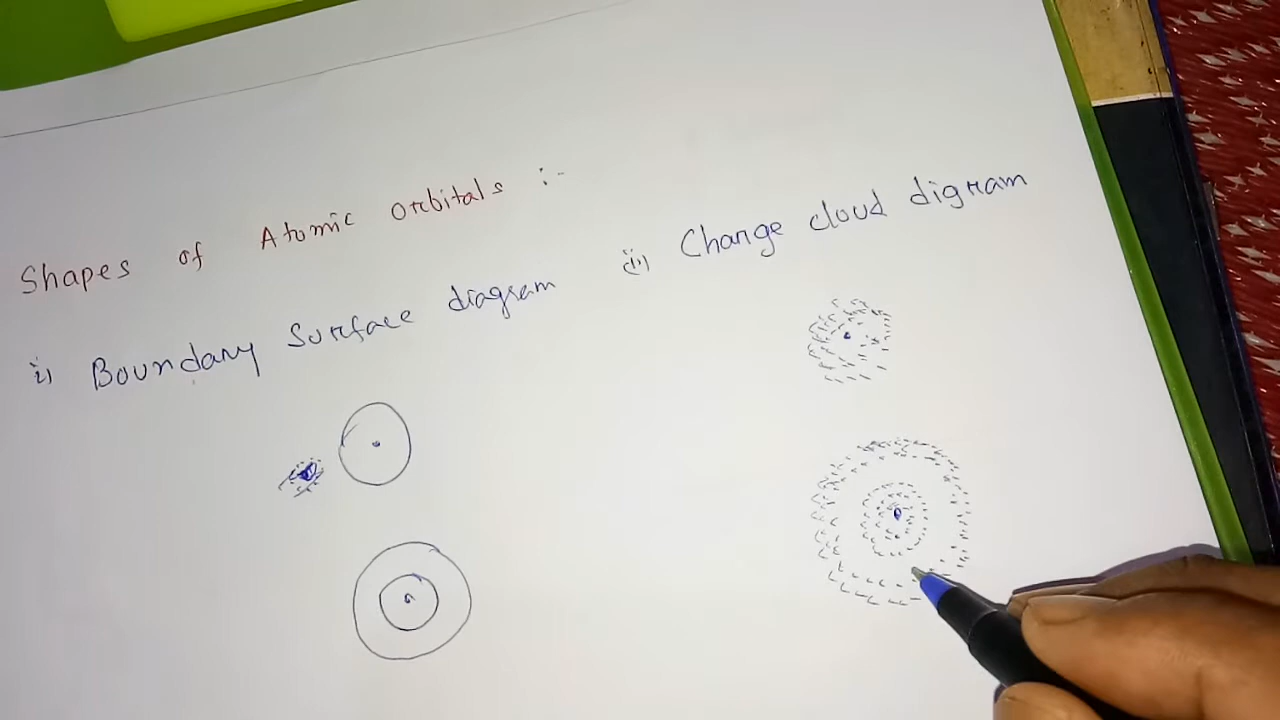 Shapes of Atomic Orbitals :-
i) Boundary Surface diagram
ii) Change cloud digram